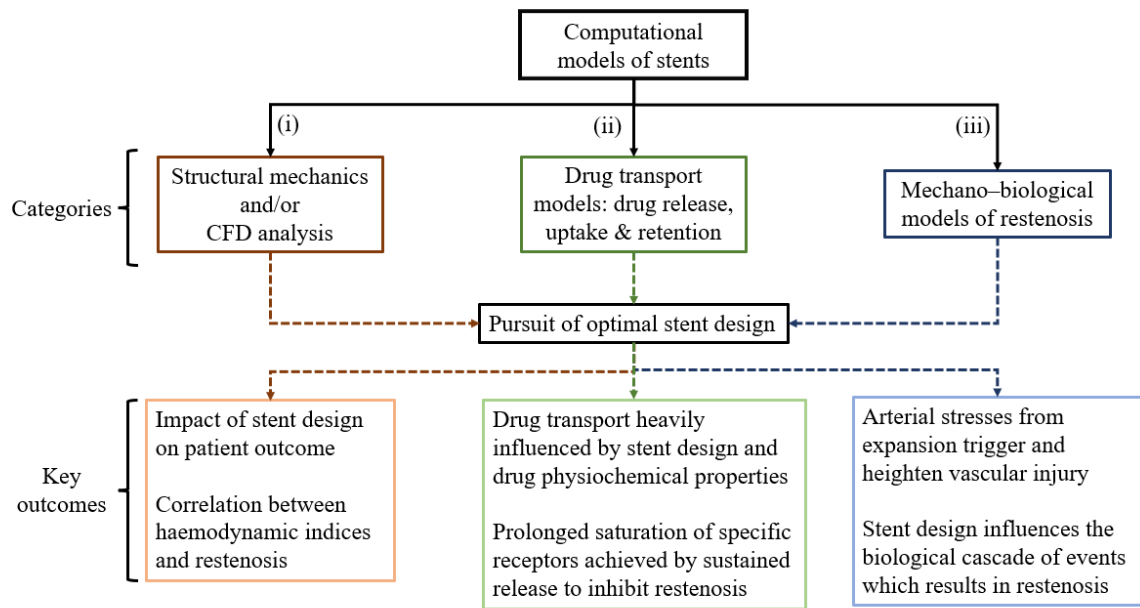 Computational
models of stents
(i)
(ii)
(iii)
Categories
Structural mechanics
and/or
CFD analysis
Drug transport
models: drug release,
uptake & retention
Mechano–biological
models of restenosis
Pursuit of optimal stent design
Key
outcomes
Impact of stent design
on patient outcome
Correlation between
haemodynamic indices
and restenosis
Drug transport heavily
influenced by stent design and
drug physiochemical properties
Prolonged saturation of specific
receptors achieved by sustained
release to inhibit restenosis
Arterial stresses from
expansion trigger and
heighten vascular injury
Stent design influences the
biological cascade of events
which results in restenosis